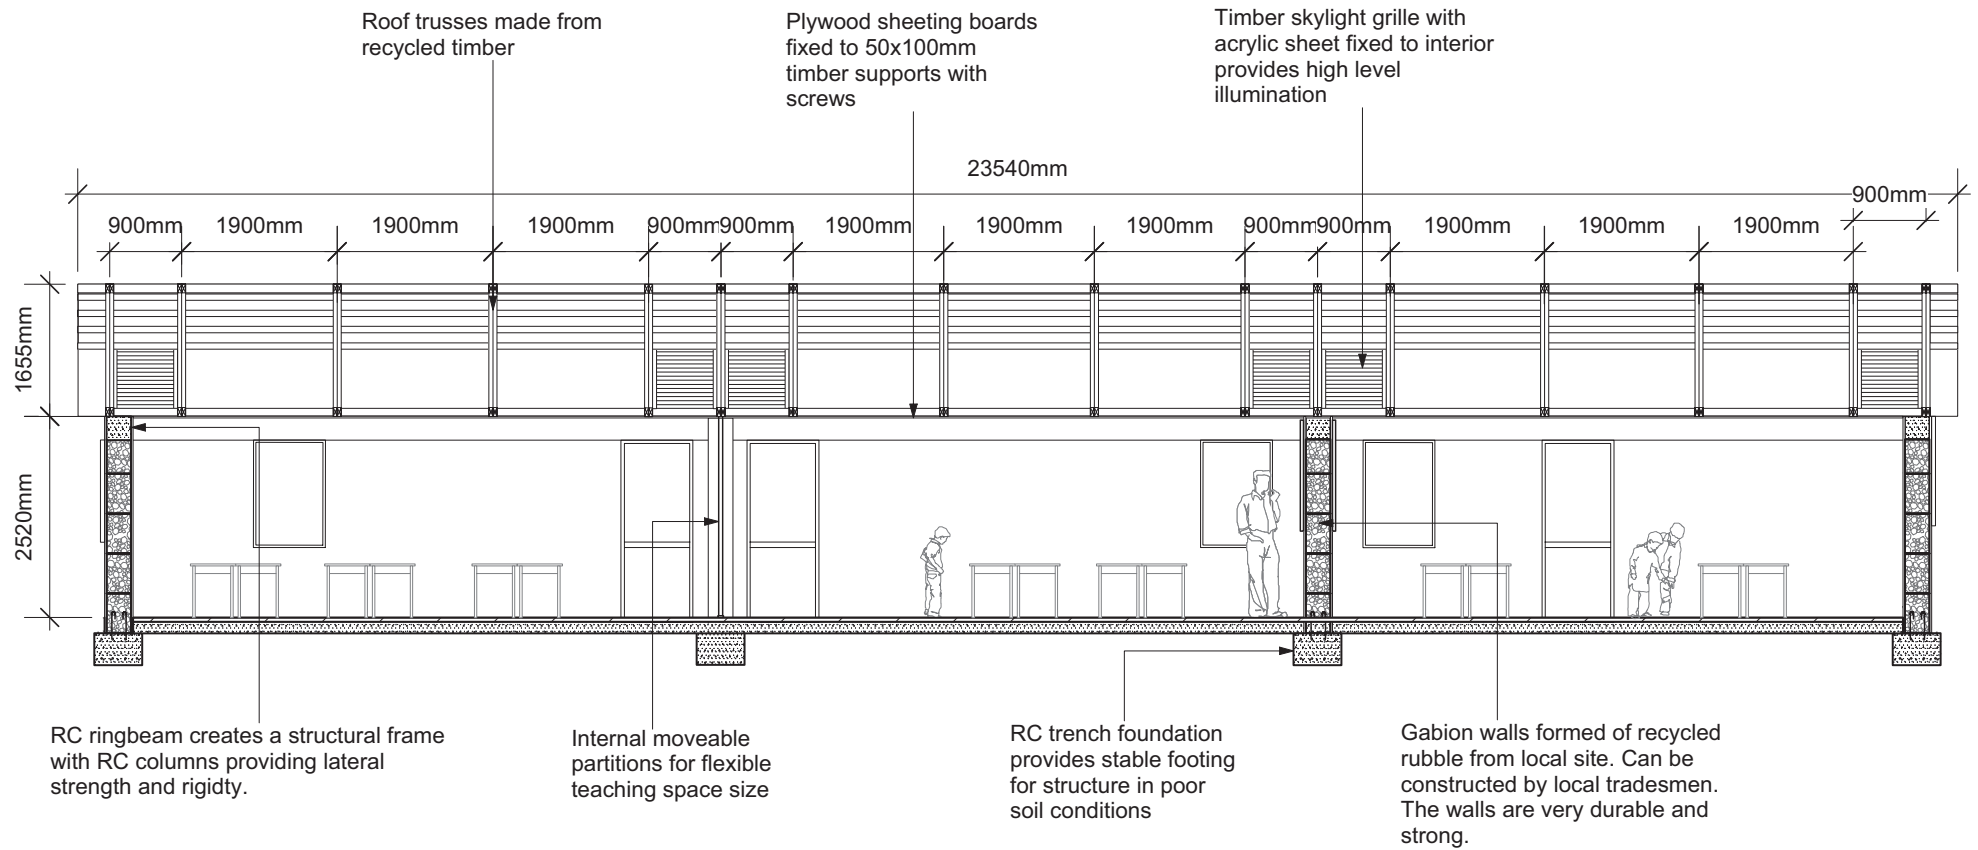 Roof trusses made from
recycled timber
Plywood sheeting boards
fixed to 50x100mm
timber supports with
screws
Timber skylight grille with
acrylic sheet fixed to interior
provides high level
illumination
23540mm
900mm
900mm 1900mm 1900mm 1900mm 900mm 900mm 1900mm 1900mm 1900mm 900mm 900mm 1900mm 1900mm 1900mm
1655mm
2520mm
RC ringbeam creates a structural frame
with RC columns providing lateral
strength and rigidty.
Internal moveable
partitions for flexible
teaching space size
RC trench foundation
provides stable footing
for structure in poor
soil conditions
Gabion walls formed of recycled
rubble from local site. Can be
constructed by local tradesmen.
The walls are very durable and
strong.